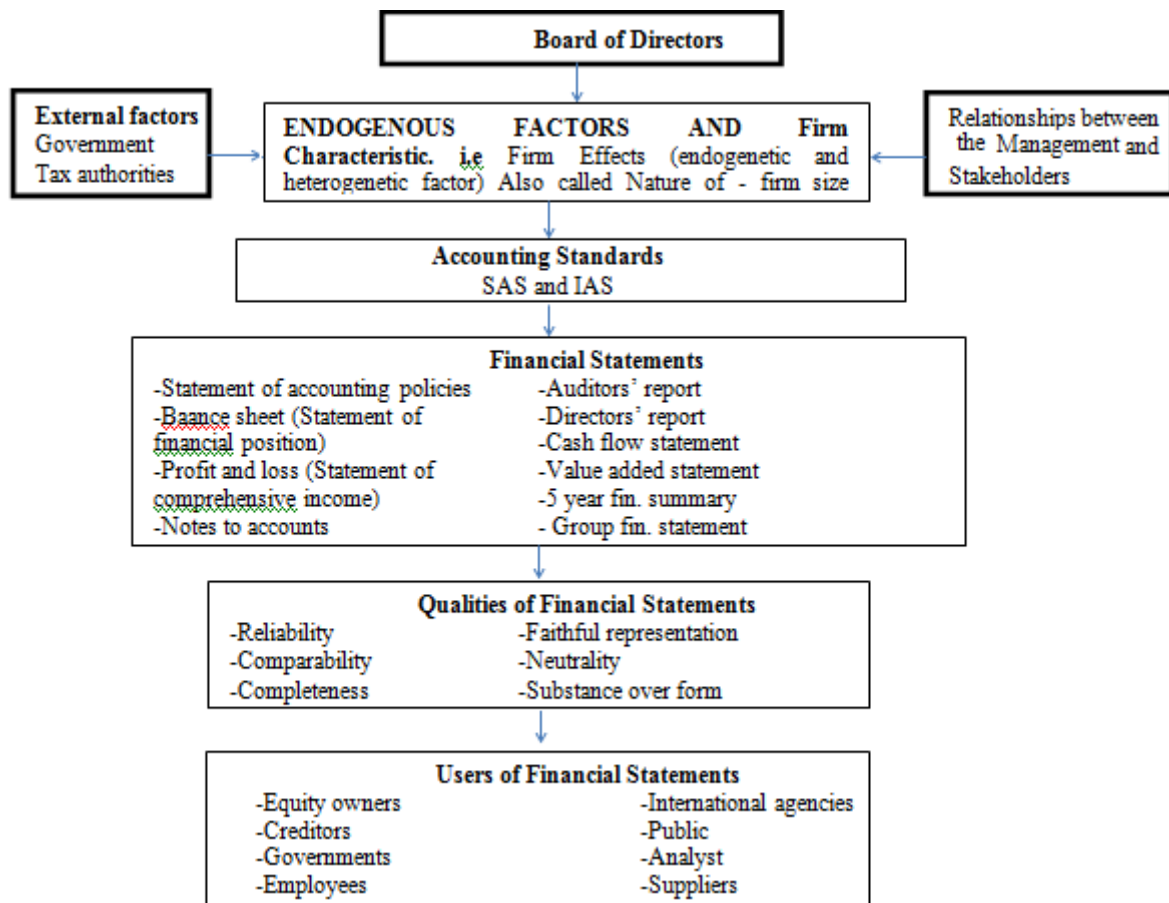 Board of Directors
External factors
Government
Tax authorities
ENDOGENOUS FACTORS AND Firm
Characteristic. i.e Firm Effects (endogenetic and
heterogenetic factor) Also called Nature of - firm size
Relationships between
the Management and
Stakeholders
Accounting Standards
SAS and IAS
Financial Statements
-Statement of accounting policies
-Baance sheet (Statement of
financial position)
-Profit and loss (Statement of
comprehensive income)
-Notes to accounts
-Auditors’ report
-Directors’ report
-Cash flow statement
-Value added statement
-5 year fin. summary
- Group fin. statement
Qualities of Financial Statements
-Reliability
-Comparability
-Completeness
-Faithful representation
-Neutrality
-Substance over form
Users of Financial Statements
-Equity owners
-Creditors
-Governments
-Employees
-International agencies
-Public
-Analyst
-Suppliers